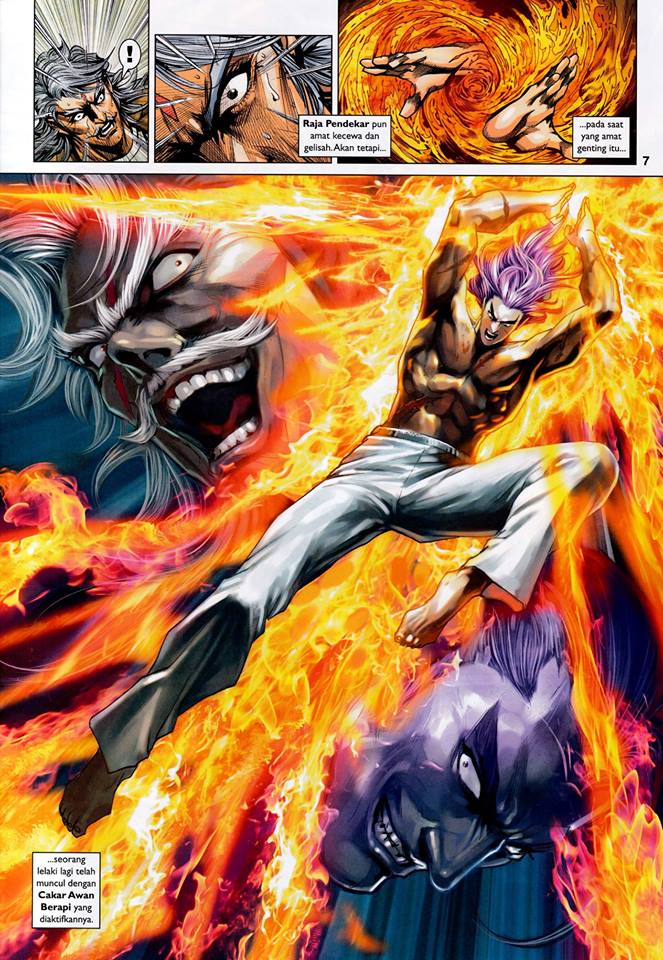 !
Raja Pendekar pun
amat kecewa dan
gelisah. Akan tetapi...
...pada saat
yang amat
genting itu...
7
...seorang
lelaki lagi telah
muncul dengan
Cakar Awan
Berapi yang
diaktifkannya.